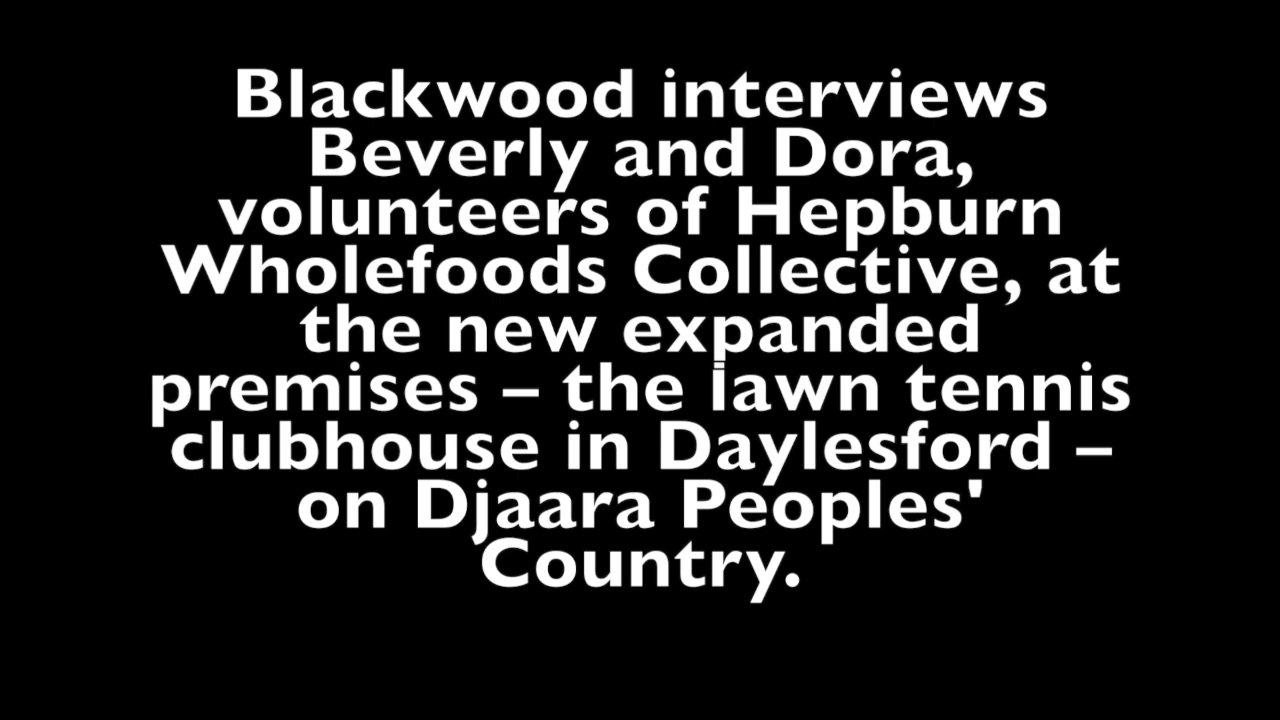 Blackwood interviews
Beverly and Dora,
volunteers of Hepburn
Wholefoods Collective, at
the new expanded
premises – the lawn tennis
clubhouse in Daylesford –
on Djaara Peoples'
Country.